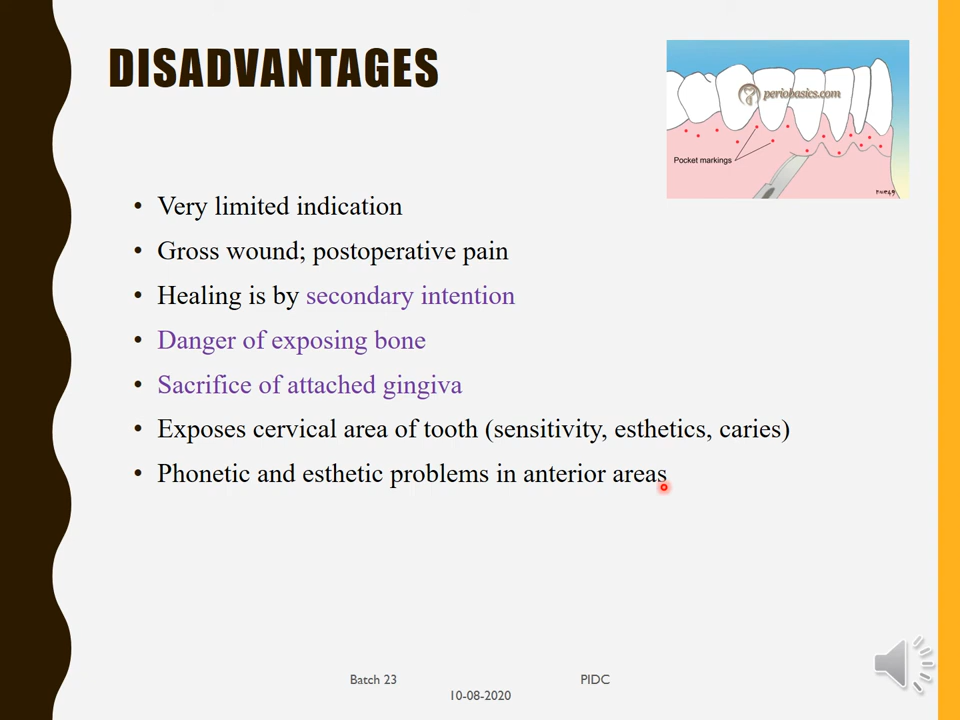 DISADVANTAGES
periobasics.com
Pocket markings
• Very limited indication
• Gross wound; postoperative pain
• Healing is by secondary intention
• Danger of exposing bone
• Sacrifice of attached gingiva
• Exposes cervical area of tooth (sensitivity, esthetics, caries)
• Phonetic and esthetic problems in anterior areas
Batch 23 PIDC
10-08-2020